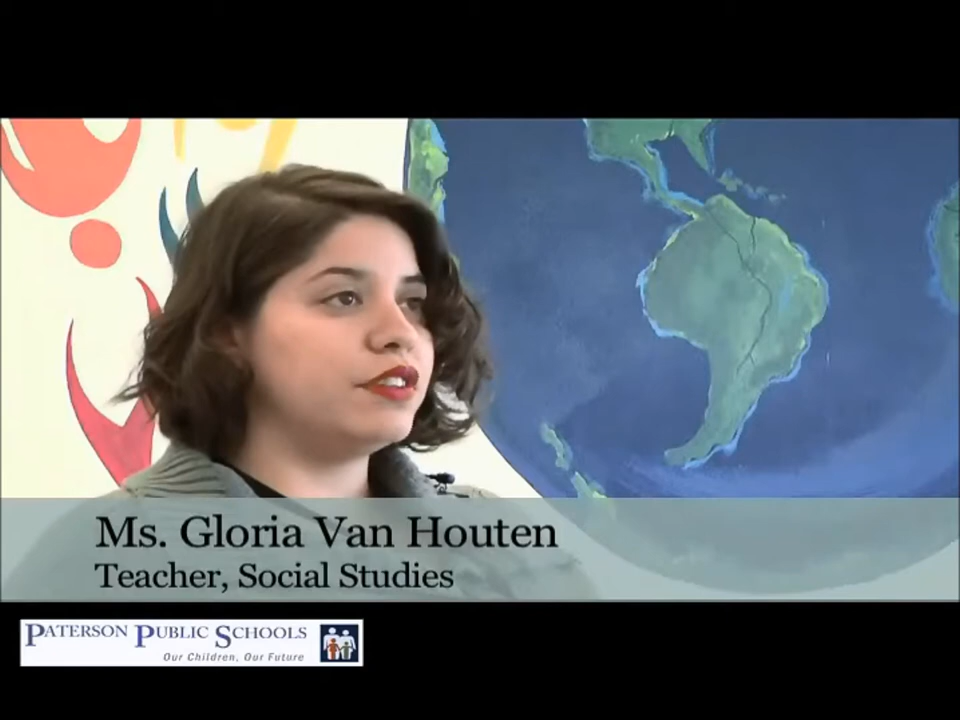 Ms. Gloria Van Houten
Teacher, Social Studies
PATERSON PUBLIC SCHOOLS
Our Children, Our Future